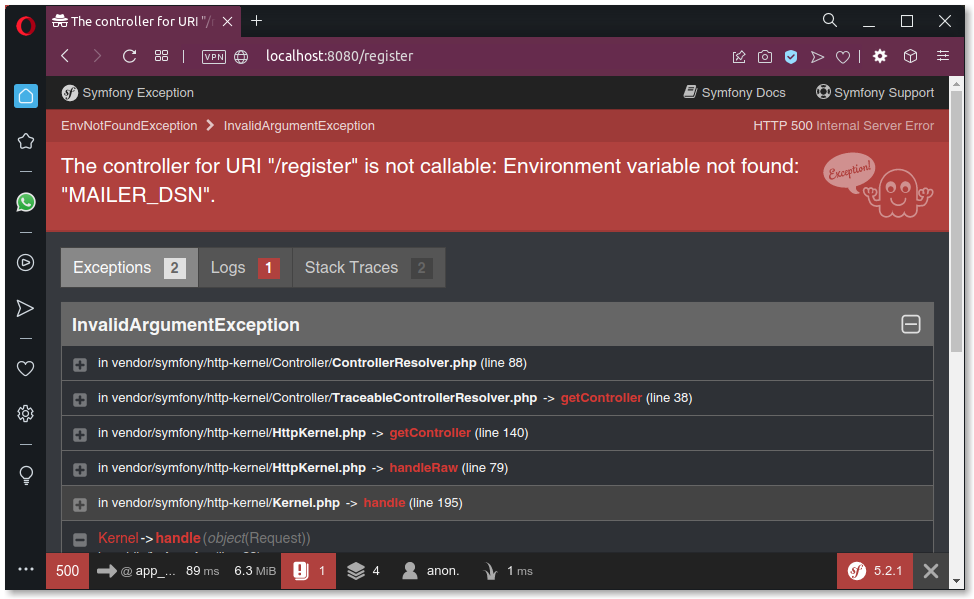 The controller for URI "/r
VPN localhost:8080/register
Symfony Exception Symfony Docs Symfony Support
EnvNotFoundException InvalidArgumentException HTTP 500 Internal Server Error
The controller for URI "/register" is not callable: Environment variable not found:
"MAILER_DSN".
Exception!
Exceptions 2 Logs 1 Stack Traces 2
InvalidArgumentException
in vendor/symfony/http-kernel/Controller/ControllerResolver.php (line 88)
in vendor/symfony/http-kernel/Controller/TraceableControllerResolver.php -> getController (line 38)
in vendor/symfony/http-kernel/HttpKernel.php -> getController (line 140)
in vendor/symfony/http-kernel/HttpKernel.php -> handleRaw (line 79)
in vendor/symfony/http-kernel/Kernel.php -> handle (line 195)
Kernel->handle(object(Request))
500 @ app_... 89 ms 6.3 MiB 1 4 anon. 1 ms sf 5.2.1